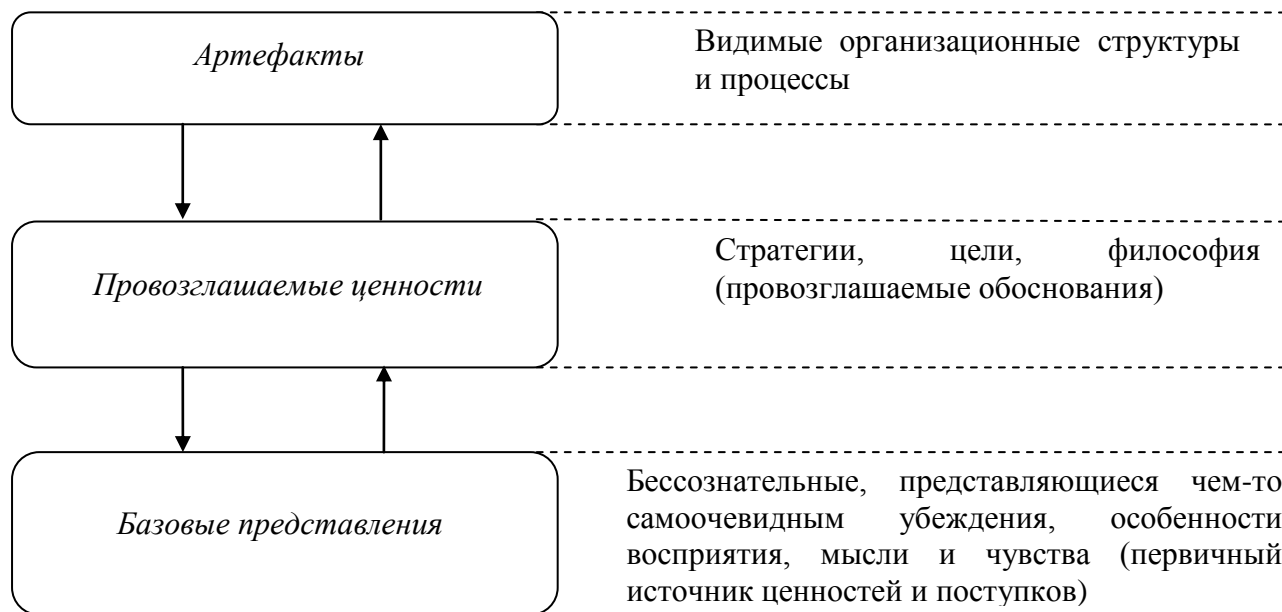 Артефакты
Видимые организационные структуры
и процессы
Провозглашаемые ценности
Стратегии, цели, философия
(провозглашаемые обоснования)
Базовые представления
Бессознательные, представляющиеся чем-то
самоочевидным убеждения, особенности
восприятия, мысли и чувства (первичный
источник ценностей и поступков)